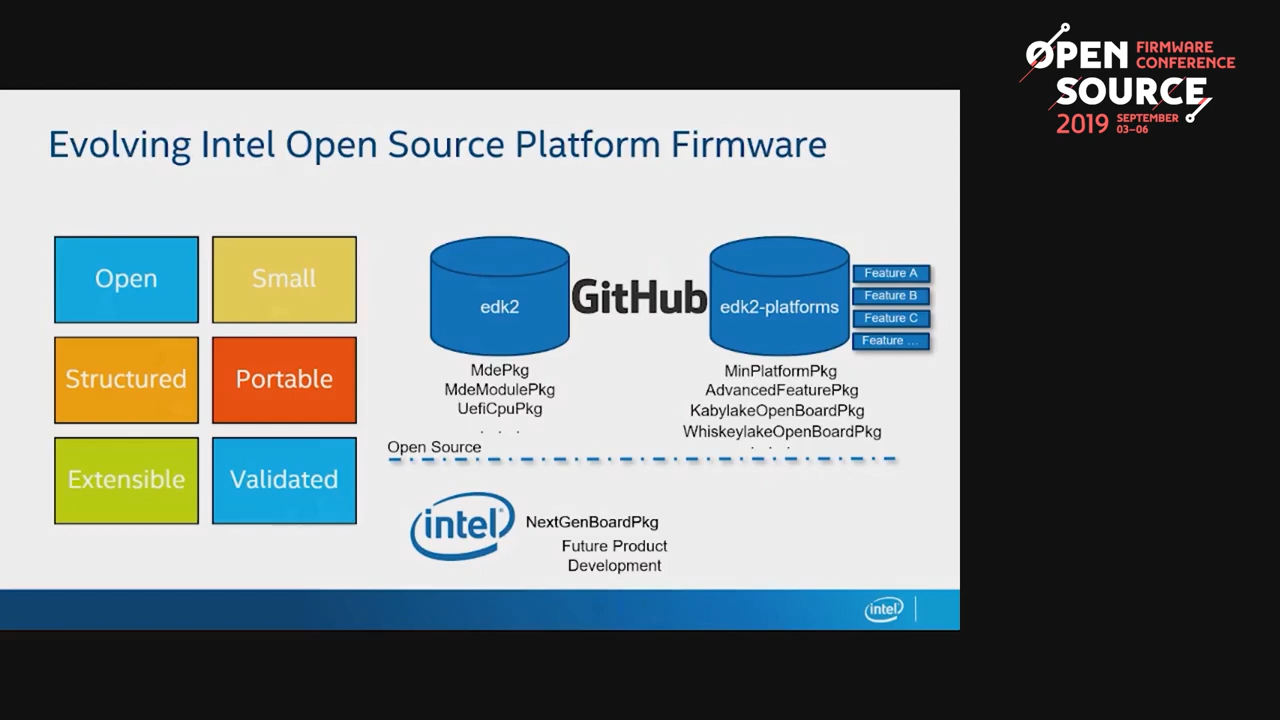 OPEN FIRMWARE
CONFERENCE
SOURCE
2019 SEPTEMBER
03–06
Evolving Intel Open Source Platform Firmware
Open
Small
Structured
Portable
Extensible
Validated
edk2
GitHub
edk2-platforms
Feature A
Feature B
Feature C
Feature ...
MdePkg
MdeModulePkg
UefiCpuPkg
. . .
MinPlatformPkg
AdvancedFeaturePkg
KabylakeOpenBoardPkg
WhiskeylakeOpenBoardPkg
. . .
Open Source
intel
NextGenBoardPkg
Future Product
Development
intel